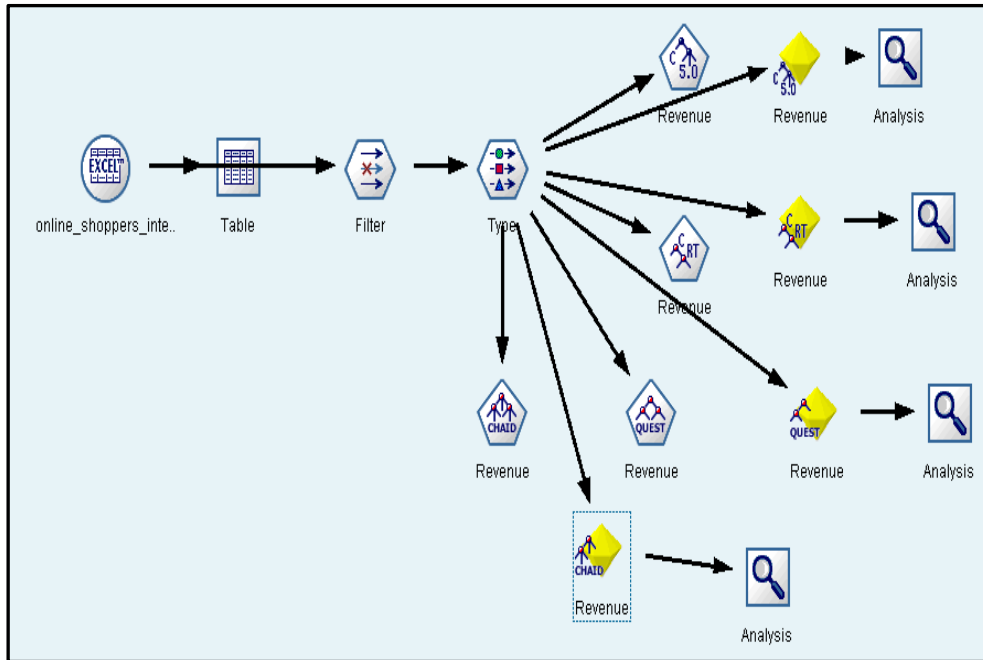 C
5.0
C
5.0
Revenue
Revenue
Analysis
EXCEL™
online_shoppers_inte..
Table
Filter
Type
C
RT
C
RT
Revenue
Revenue
Analysis
CHAID
QUEST
QUEST
Revenue
Revenue
Revenue
Analysis
CHAID
Revenue
Analysis